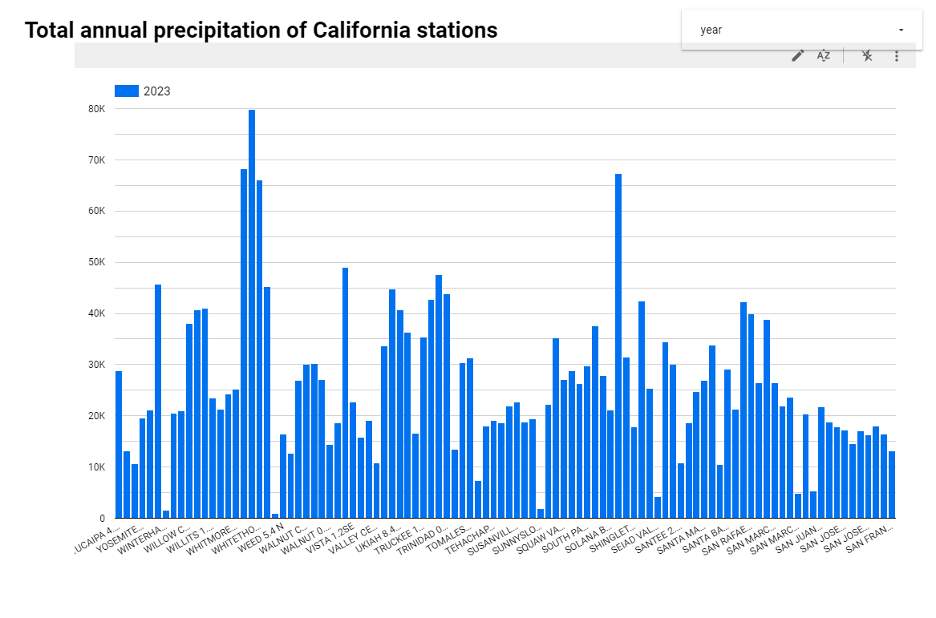 Total annual precipitation of California stations
year
AZ
2023
80K
70K
60K
50K
40K
30K
20K
10K
0
.UCAIPA 4...
YOSEMITE...
WINTERHA...
WILLOW C...
WILLITS 1....
WHITMORE...
WHITETHO...
WEED 5.4 N
WALNUT C...
WALNUT 0....
VISTA 1.2SE
VALLEY CE...
UKIAH 8.4...
TRUCKEE 1...
TRINIDAD 0...
TOMALES...
TEHACHAP...
SUSANVILL...
SUNNYSLO...
SQUAW VA...
SOUTH PA...
SOLANA B...
SHINGLET...
SEIAD VAL...
SANTEE 2....
SANTA MA...
SANTA BA...
SAN RAFAE...
SAN MARC...
SAN MARC...
SAN JUAN...
SAN JOSE...
SAN JOSE...
SAN FRAN...